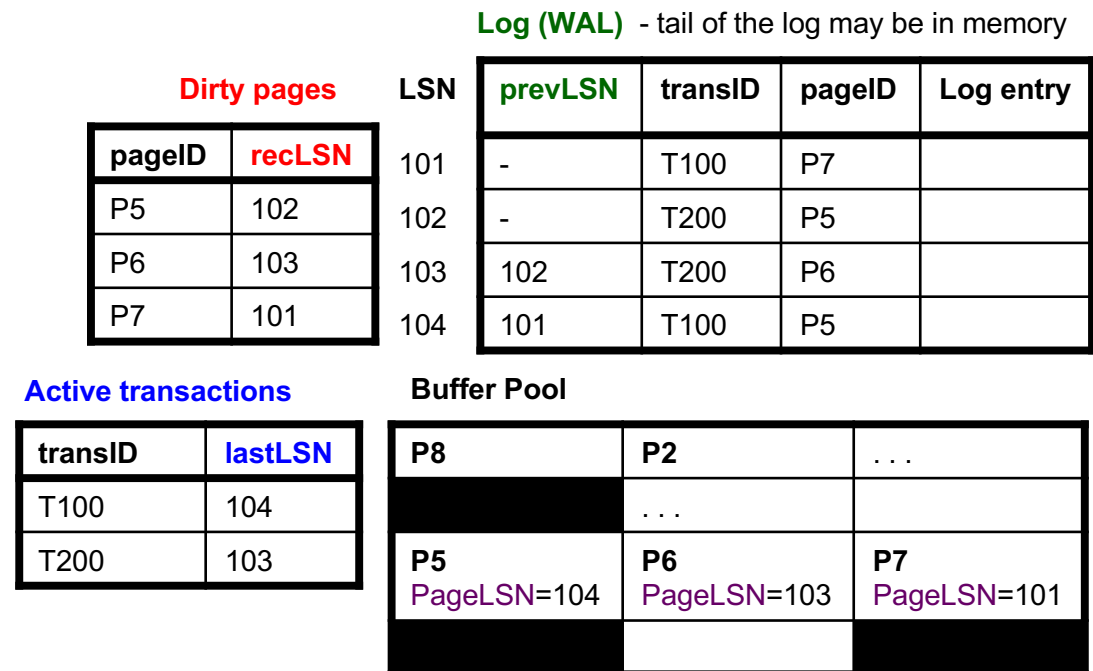 Log (WAL) - tail of the log may be in memory
Dirty pages
pageID recLSN
P5 102
P6 103
P7 101
LSN prevLSN transID pageID Log entry
101 - T100 P7
102 - T200 P5
103 102 T200 P6
104 101 T100 P5
Active transactions
transID lastLSN
T100 104
T200 103
Buffer Pool
P8 P2 . . .
. . .
P5 P6 P7
PageLSN=104 PageLSN=103 PageLSN=101